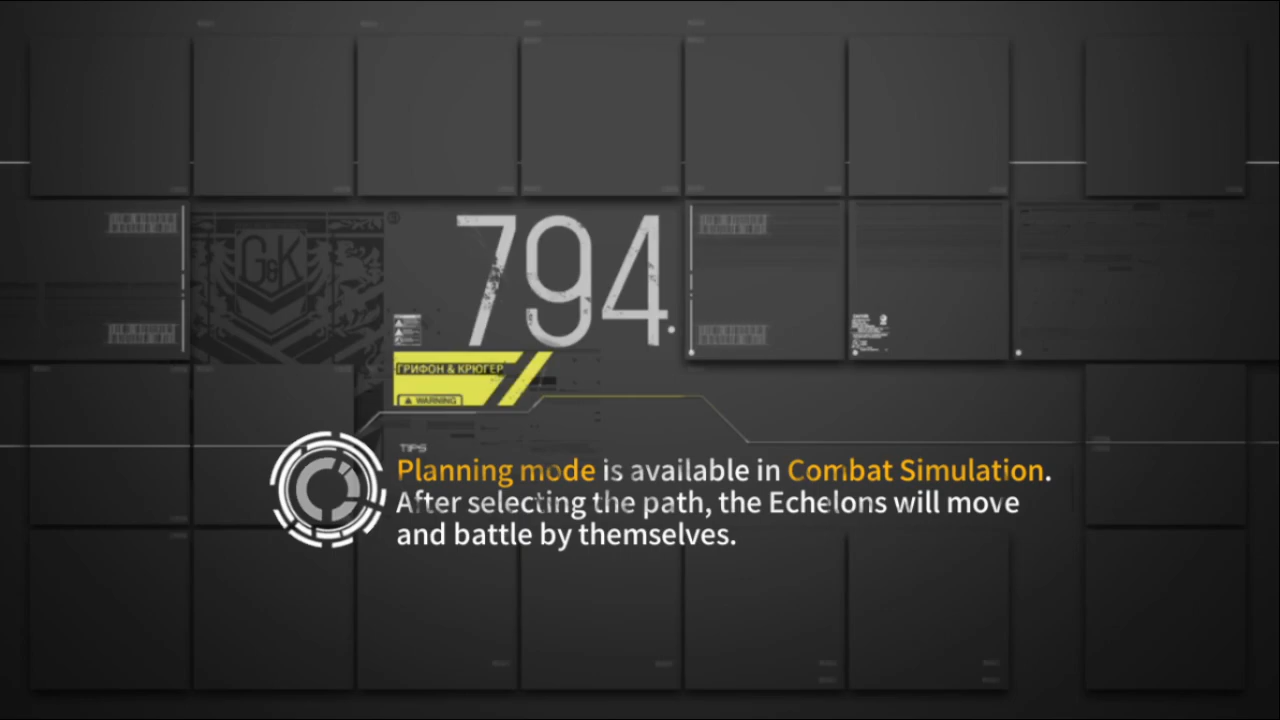 G&K
794.
ГРИФОН & КРЮГЕР
WARNING
TIPS
Planning mode is available in Combat Simulation.
After selecting the path, the Echelons will move
and battle by themselves.